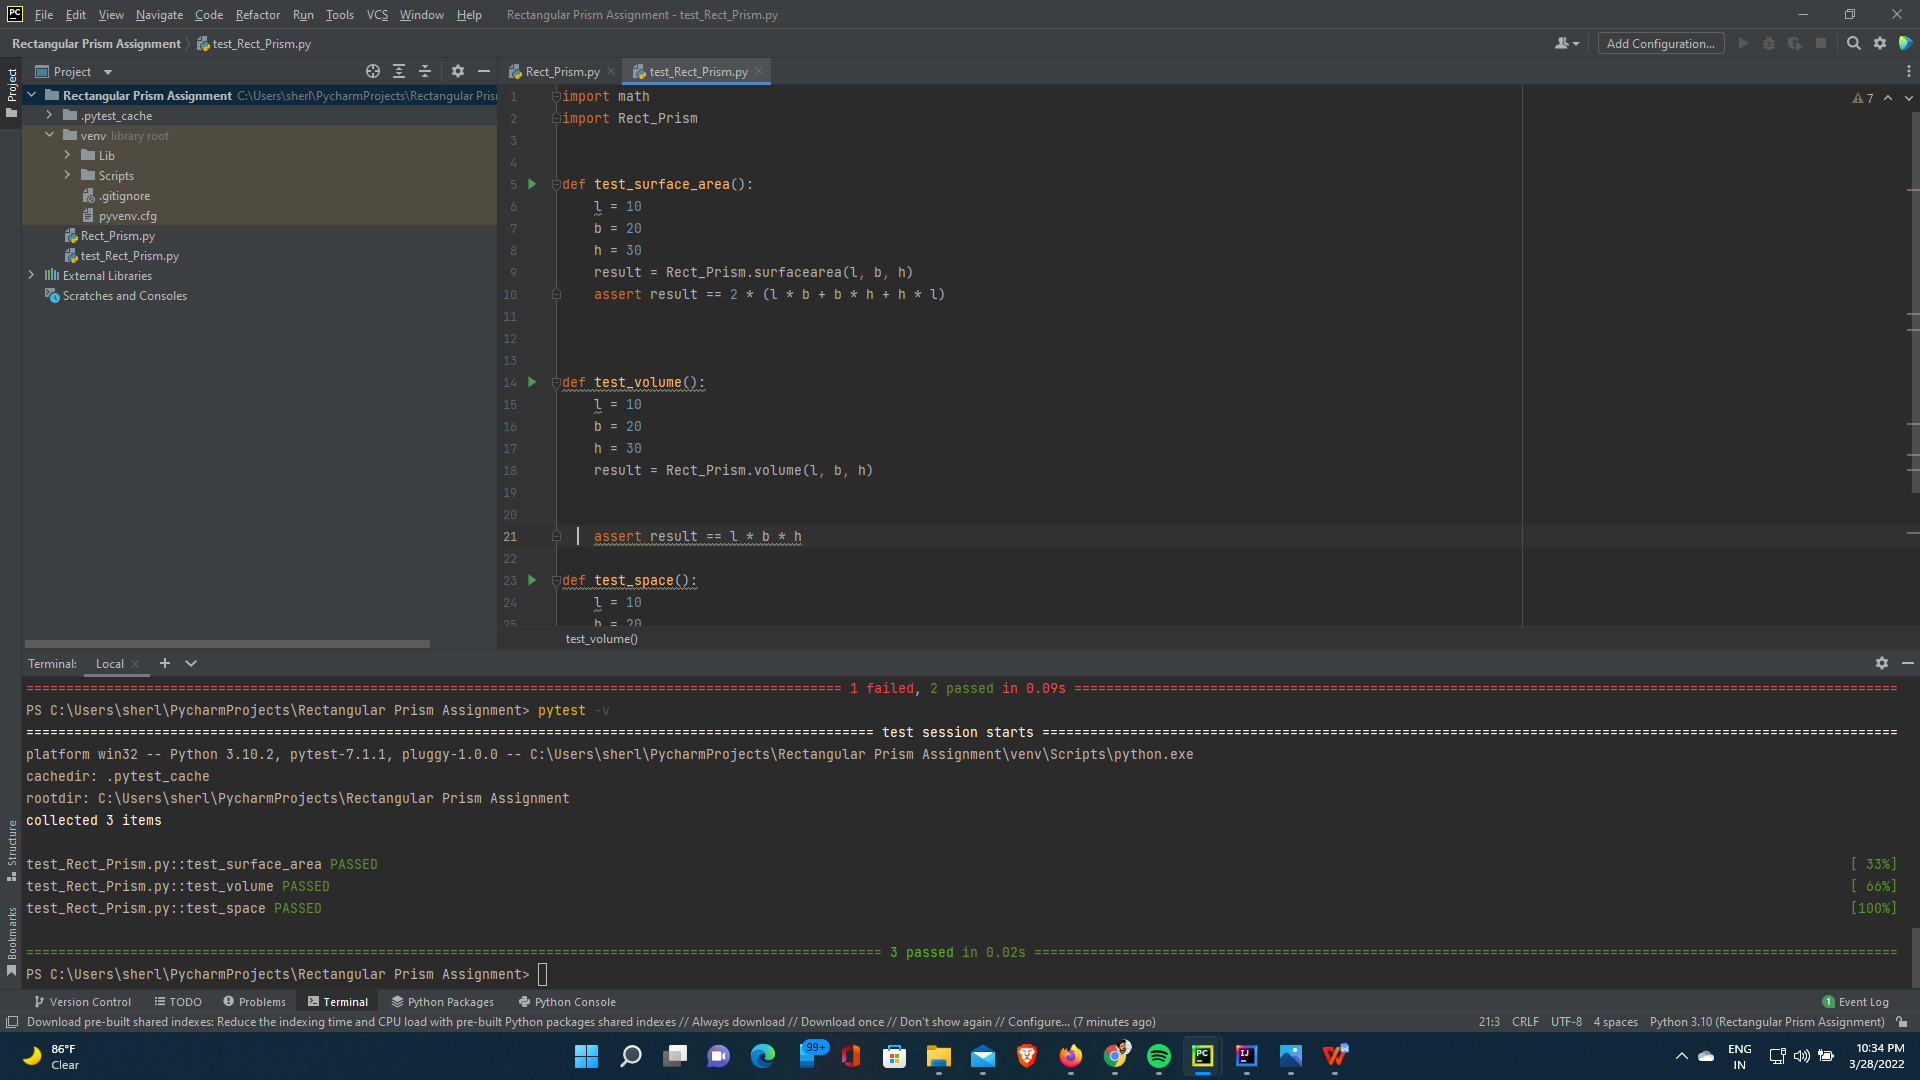 PC File Edit View Navigate Code Refactor Run Tools VCS Window Help Rectangular Prism Assignment - test_Rect_Prism.py
Rectangular Prism Assignment test_Rect_Prism.py Add Configuration...
Project
Project
Rect_Prism.py test_Rect_Prism.py
Rectangular Prism Assignment C:\Users\sherl\PycharmProjects\Rectangular Pris
.pytest_cache
venv library root
Lib
Scripts
.gitignore
pyvenv.cfg
Rect_Prism.py
test_Rect_Prism.py
External Libraries
Scratches and Consoles
7
1 import math
2 import Rect_Prism
3
4
5 def test_surface_area():
6 l = 10
7 b = 20
8 h = 30
9 result = Rect_Prism.surfacearea(l, b, h)
10 assert result == 2 * (l * b + b * h + h * l)
11
12
13
14 def test_volume():
15 l = 10
16 b = 20
17 h = 30
18 result = Rect_Prism.volume(l, b, h)
19
20
21 assert result == l * b * h
22
23 def test_space():
24 l = 10
25 b = 20
test_volume()
Terminal: Local
============ 1 failed, 2 passed in 0.09s ============
PS C:\Users\sherl\PycharmProjects\Rectangular Prism Assignment> pytest -v
============ test session starts ============
platform win32 -- Python 3.10.2, pytest-7.1.1, pluggy-1.0.0 -- C:\Users\sherl\PycharmProjects\Rectangular Prism Assignment\venv\Scripts\python.exe
cachedir: .pytest_cache
rootdir: C:\Users\sherl\PycharmProjects\Rectangular Prism Assignment
collected 3 items
test_Rect_Prism.py::test_surface_area PASSED [ 33%]
test_Rect_Prism.py::test_volume PASSED [ 66%]
test_Rect_Prism.py::test_space PASSED [100%]
============ 3 passed in 0.02s ============
PS C:\Users\sherl\PycharmProjects\Rectangular Prism Assignment>
Structure
Bookmarks
Version Control TODO Problems Terminal Python Packages Python Console 1 Event Log
Download pre-built shared indexes: Reduce the indexing time and CPU load with pre-built Python packages shared indexes // Always download // Download once // Don't show again // Configure... (7 minutes ago) 21:3 CRLF UTF-8 4 spaces Python 3.10 (Rectangular Prism Assignment)
86°F
Clear
99+
PC
IJ
W
ENG
IN
10:34 PM
3/28/2022